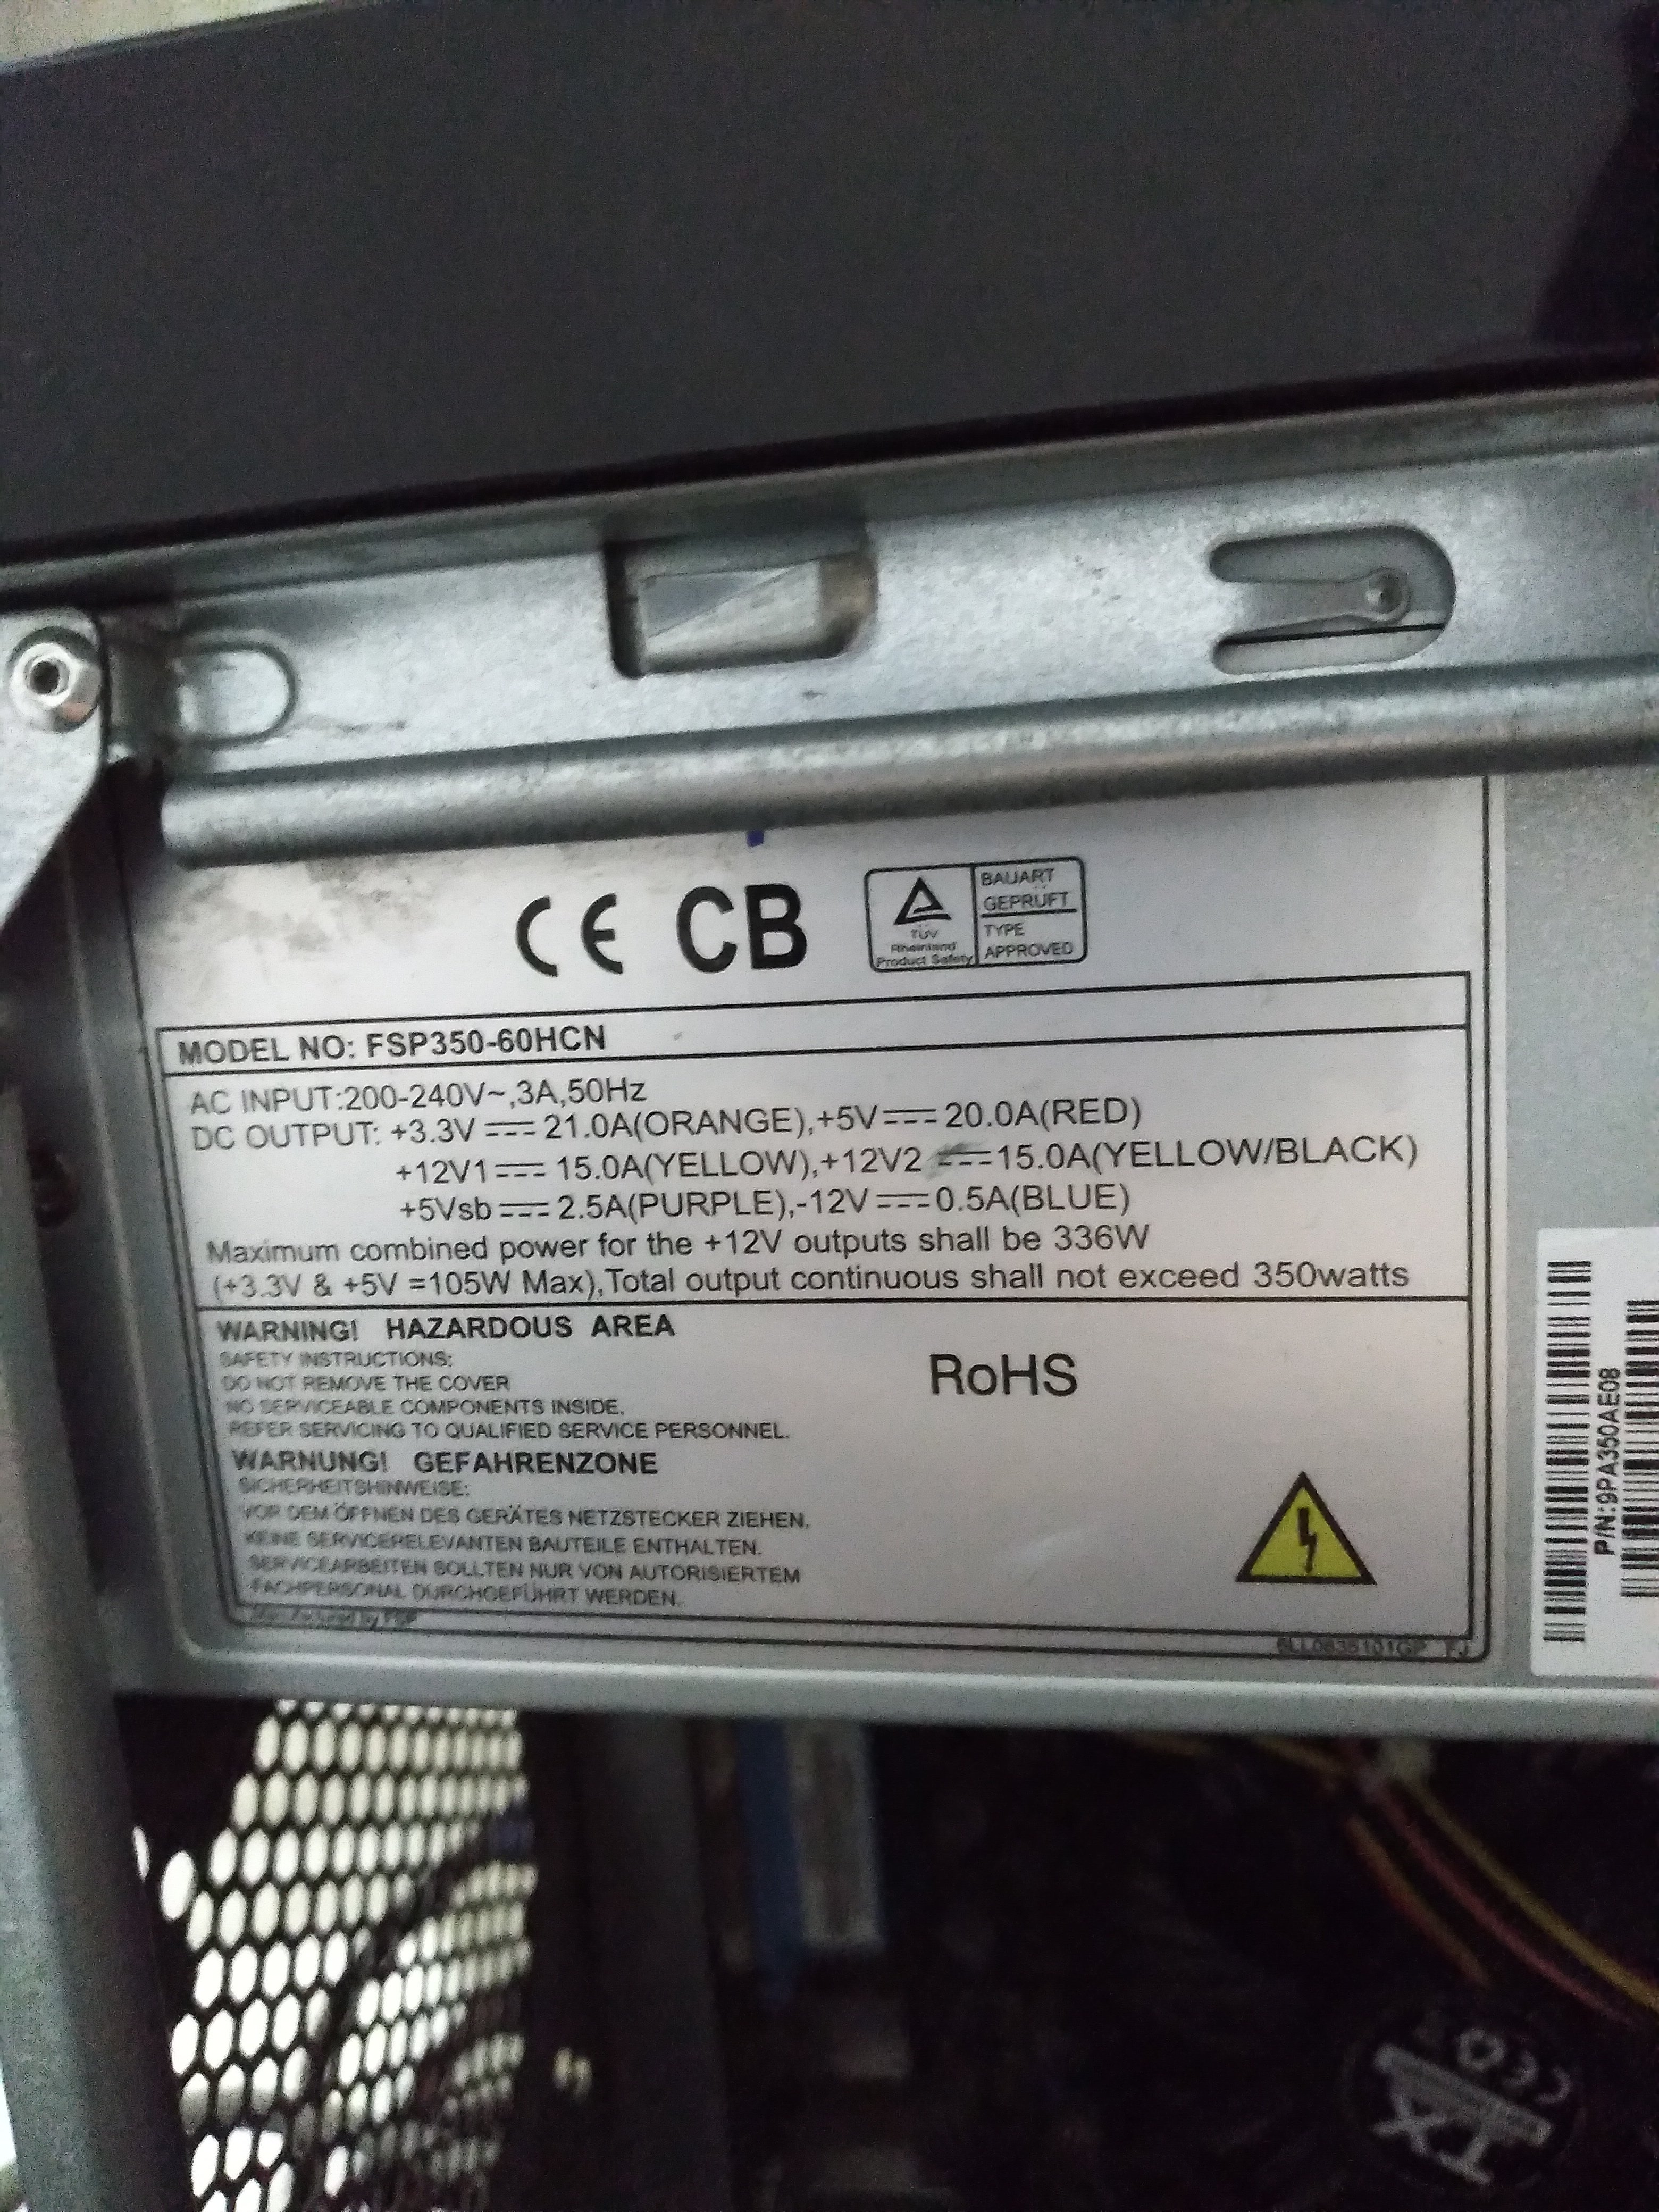 CE CB
TÜV
Rheinland
Product Safety
BAUART
GEPRÜFT
TYPE
APPROVED
MODEL NO: FSP350-60HCN
AC INPUT:200-240V~,3A,50Hz
DC OUTPUT: +3.3V ⎓ 21.0A(ORANGE),+5V⎓ 20.0A(RED)
+12V1⎓ 15.0A(YELLOW),+12V2 ⎓15.0A(YELLOW/BLACK)
+5Vsb⎓ 2.5A(PURPLE),-12V⎓0.5A(BLUE)
Maximum combined power for the +12V outputs shall be 336W
(+3.3V & +5V =105W Max),Total output continuous shall not exceed 350watts
WARNING! HAZARDOUS AREA
SAFETY INSTRUCTIONS:
DO NOT REMOVE THE COVER
NO SERVICEABLE COMPONENTS INSIDE.
REFER SERVICING TO QUALIFIED SERVICE PERSONNEL.
WARNUNG! GEFAHRENZONE
SICHERHEITSHINWEISE:
VOR DEM ÖFFNEN DES GERÄTES NETZSTECKER ZIEHEN.
KEINE SERVICERELEVANTEN BAUTEILE ENTHALTEN.
SERVICEARBEITEN SOLLTEN NUR VON AUTORISIERTEM
FACHPERSONAL DURCHGEFÜHRT WERDEN.
Manufactured by FSP
RoHS
P/N:9PA350AE08